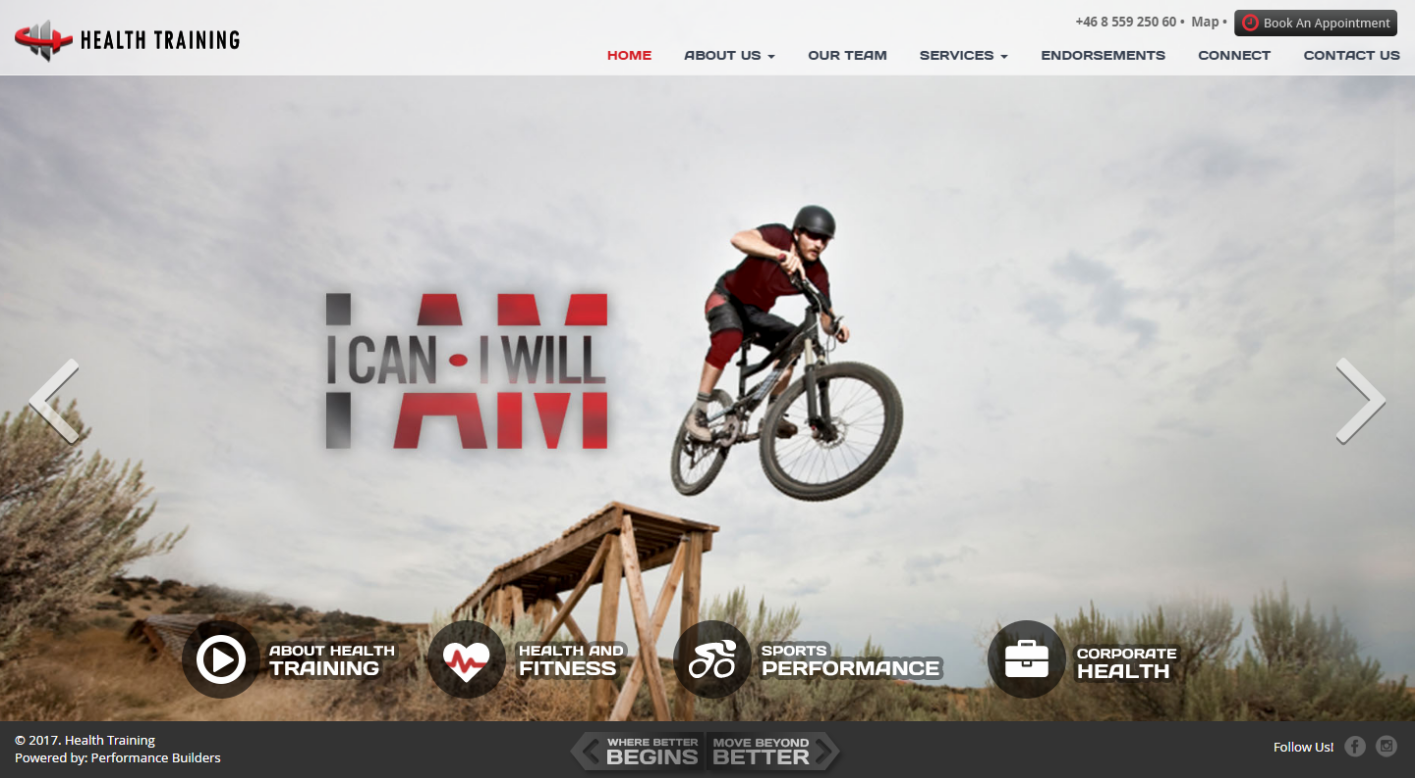 HEALTH TRAINING
+46 8 559 250 60 • Map •
Book An Appointment
HOME ABOUT US OUR TEAM SERVICES ENDORSEMENTS CONNECT CONTACT US
I AM
I CAN • I WILL
ABOUT HEALTH
TRAINING
HEALTH AND
FITNESS
SPORTS
PERFORMANCE
CORPORATE
HEALTH
© 2017. Health Training
Powered by: Performance Builders
WHERE BETTER
BEGINS
MOVE BEYOND
BETTER
Follow Us!